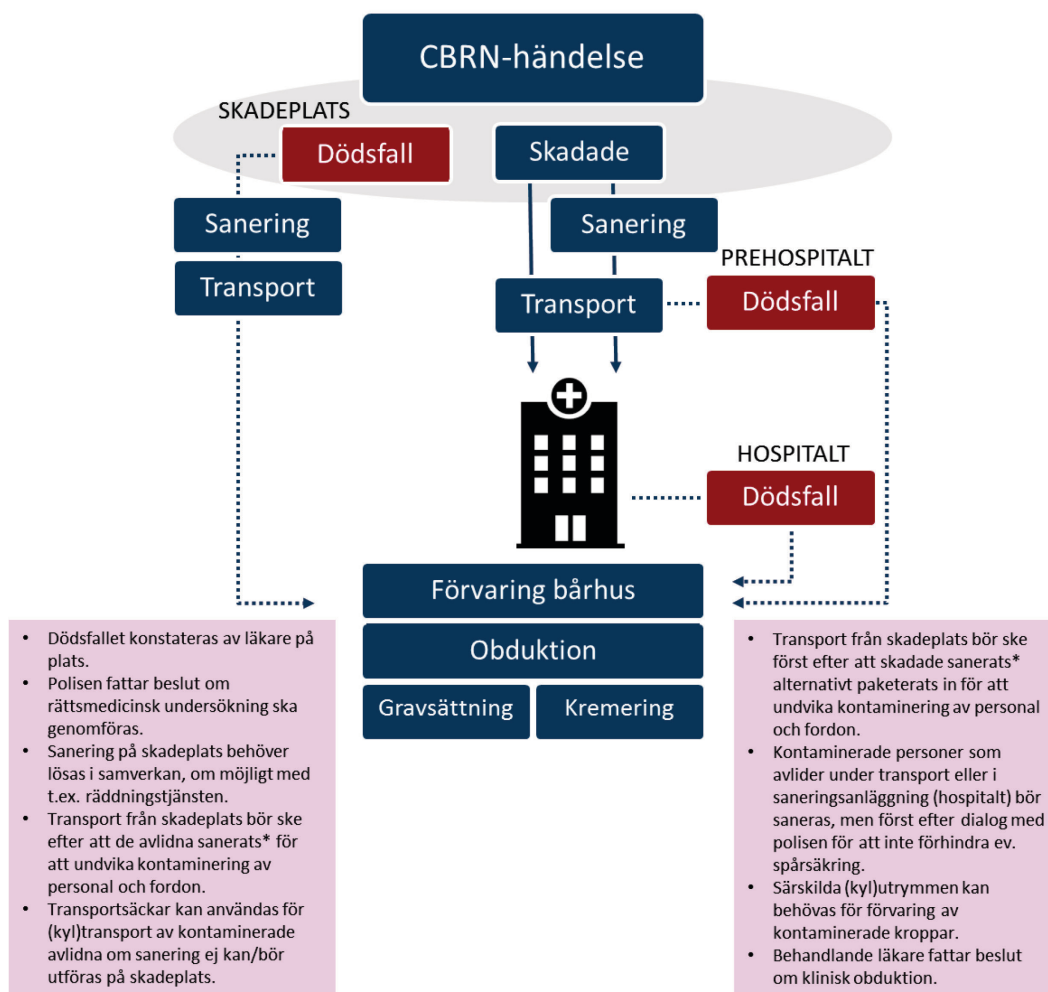 CBRN-händelse
SKADEPLATS
Dödsfall
Skadade
Sanering
Sanering
Transport
Transport
PREHOSPITALT
Dödsfall
HOSPITALT
Dödsfall
Förvaring bårhus
Obduktion
Gravsättning
Kremering
• Dödsfallet konstateras av läkare på
plats.
• Polisen fattar beslut om
rättsmedicinsk undersökning ska
genomföras.
• Sanering på skadeplats behöver
lösas i samverkan, om möjligt med
t.ex. räddningstjänsten.
• Transport från skadeplats bör ske
efter att de avlidna sanerats* för
att undvika kontaminering av
personal och fordon.
• Transportsäckar kan användas för
(kyl)transport av kontaminerade
avlidna om sanering ej kan/bör
utföras på skadeplats.
• Transport från skadeplats bör ske
först efter att skadade sanerats*
alternativt paketerats in för att
undvika kontaminering av personal
och fordon.
• Kontaminerade personer som
avlider under transport eller i
saneringsanläggning (hospitalt) bör
saneras, men först efter dialog med
polisen för att inte förhindra ev.
spårsäkring.
• Särskilda (kyl)utrymmen kan
behövas för förvaring av
kontaminerade kroppar.
• Behandlande läkare fattar beslut
om klinisk obduktion.